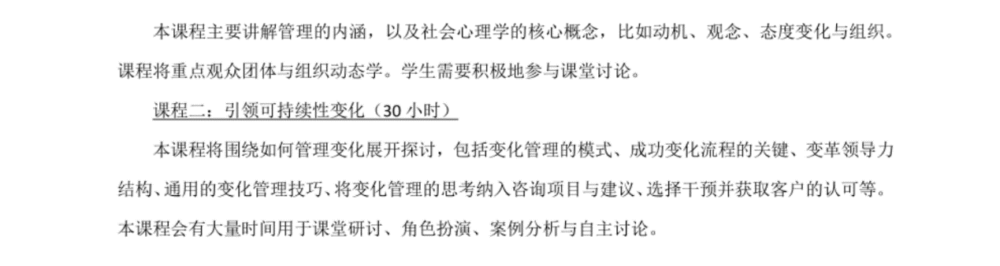 本课程主要讲解管理的内涵，以及社会心理学的核心概念，比如动机、观念、态度变化与组织。
课程将重点观众团体与组织动态学。学生需要积极地参与课堂讨论。
课程二：引领可持续性变化（30 小时）
本课程将围绕如何管理变化展开探讨，包括变化管理的模式、成功变化流程的关键、变革领导力
结构、通用的变化管理技巧、将变化管理的思考纳入咨询项目与建议、选择干预并获取客户的认可等。
本课程会有大量时间用于课堂研讨、角色扮演、案例分析与自主讨论。